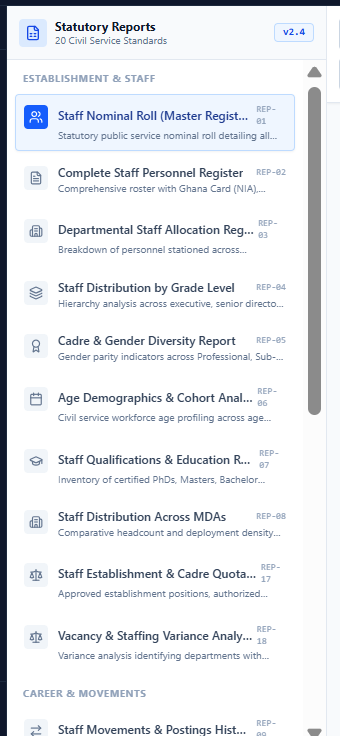 Statutory Reports
20 Civil Service Standards
v2.4
ESTABLISHMENT & STAFF
Staff Nominal Roll (Master Regist... REP-01
Statutory public service nominal roll detailing all...
Complete Staff Personnel Register REP-02
Comprehensive roster with Ghana Card (NIA),...
Departmental Staff Allocation Reg... REP-03
Breakdown of personnel stationed across...
Staff Distribution by Grade Level REP-04
Hierarchy analysis across executive, senior directo...
Cadre & Gender Diversity Report REP-05
Gender parity indicators across Professional, Sub-...
Age Demographics & Cohort Anal... REP-06
Civil service workforce age profiling across age...
Staff Qualifications & Education R... REP-07
Inventory of certified PhDs, Masters, Bachelor...
Staff Distribution Across MDAs REP-08
Comparative headcount and deployment density...
Staff Establishment & Cadre Quota... REP-17
Approved establishment positions, authorized...
Vacancy & Staffing Variance Analy... REP-18
Variance analysis identifying departments with...
CAREER & MOVEMENTS
Staff Movements & Postings Hist... REP-09